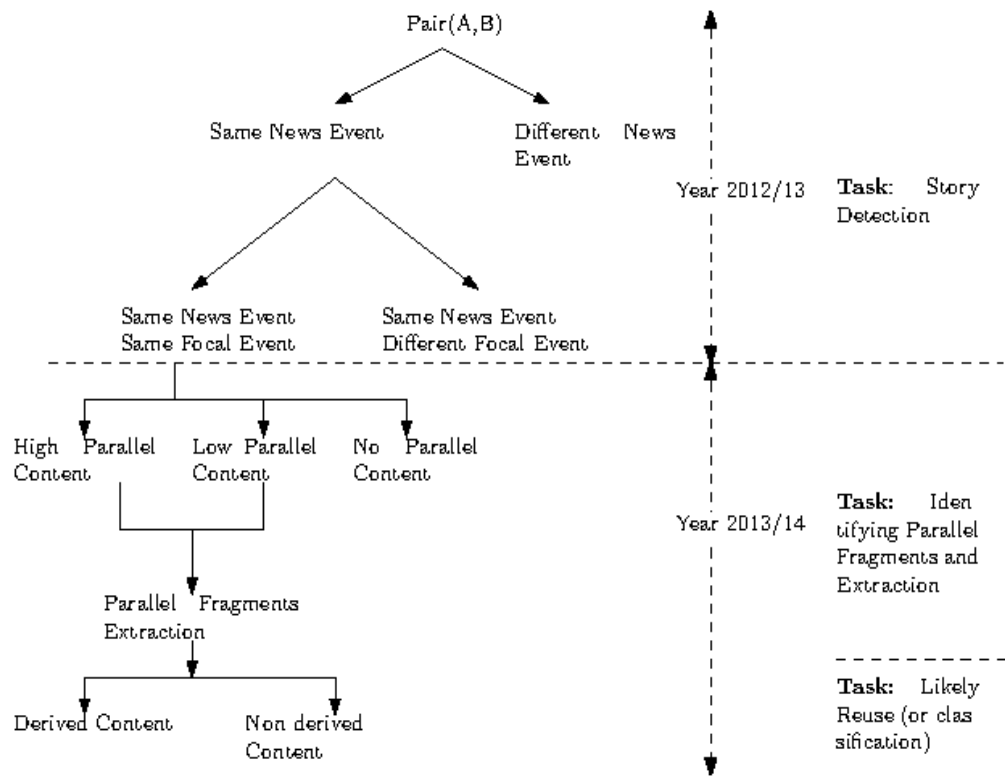 Pair(A,B)
Same News Event
Different News
Event
Year 2012/13
Task: Story
Detection
Same News Event
Same Focal Event
Same News Event
Different Focal Event
High Parallel
Content
Low Parallel
Content
No Parallel
Content
Year 2013/14
Task: Iden
tifying Parallel
Fragments and
Extraction
Parallel Fragments
Extraction
Task: Likely
Reuse (or clas
sification)
Derived Content
Non derived
Content